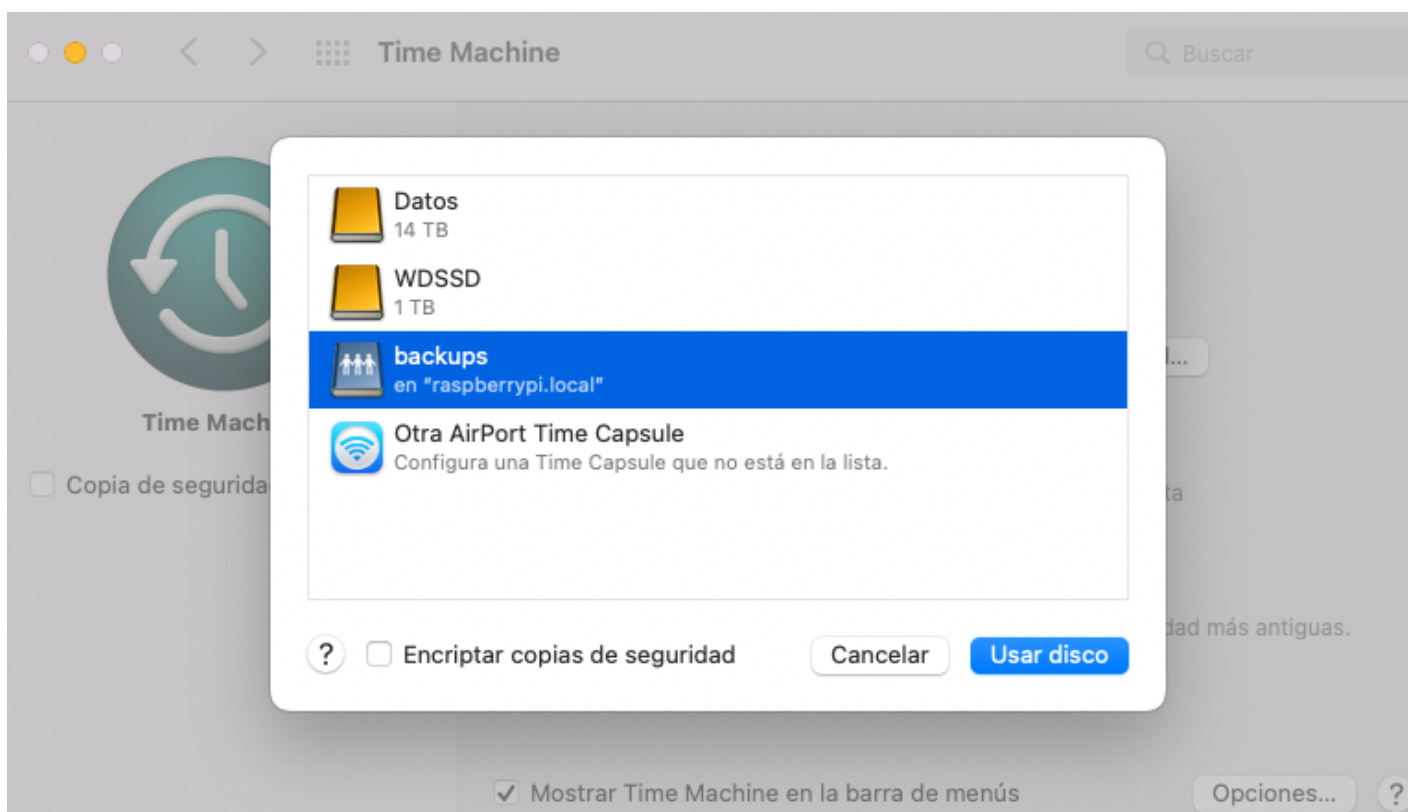 Time Machine
Buscar
Datos
14 TB
WDSSD
1 TB
backups
en “raspberrypi.local”
Otra AirPort Time Capsule
Configura una Time Capsule que no está en la lista.
? Encriptar copias de seguridad
Cancelar
Usar disco
Time Mach
Copia de segurida
dad más antiguas.
Mostrar Time Machine en la barra de menús
Opciones...
?